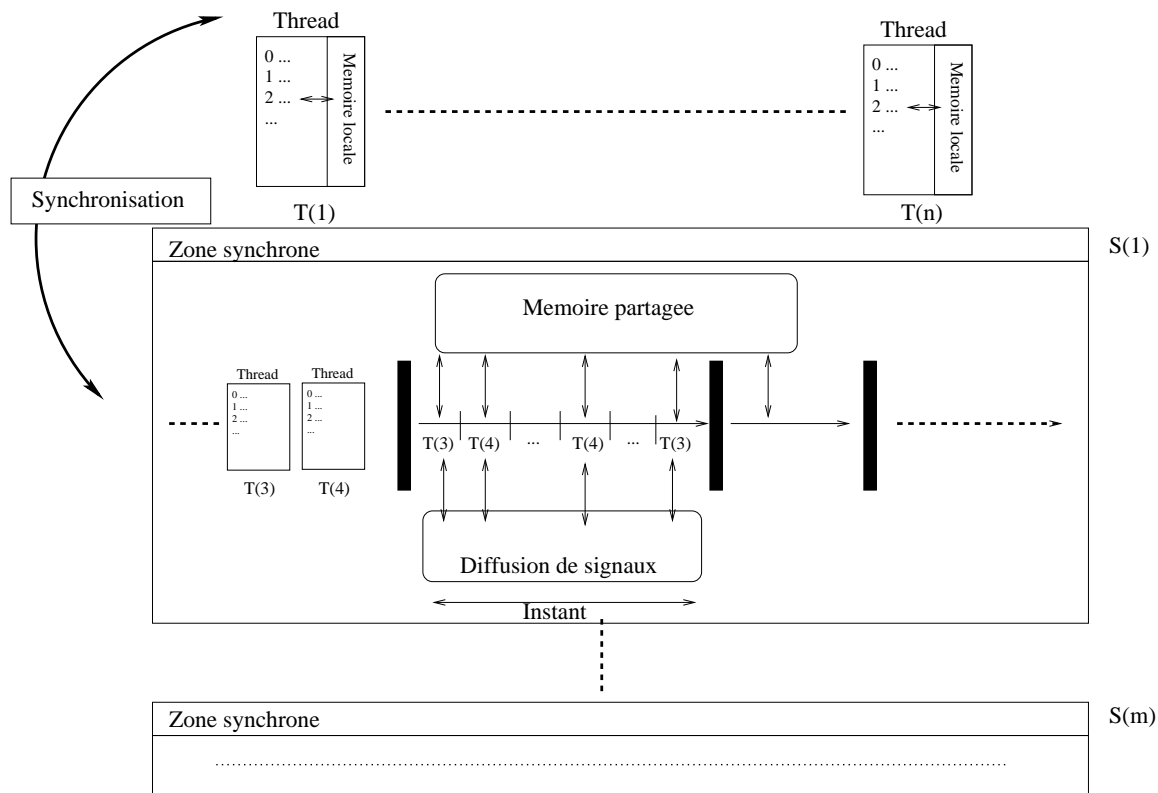 Thread
0 ...
1 ...
2 ...
...
Memoire locale
T(1)
Thread
0 ...
1 ...
2 ...
...
Memoire locale
T(n)
Synchronisation
Zone synchrone
S(1)
Memoire partagee
Thread
0 ...
1 ...
2 ...
...
T(3)
Thread
0 ...
1 ...
2 ...
...
T(4)
T(3) T(4) ... T(4) ... T(3)
Diffusion de signaux
Instant
Zone synchrone
S(m)